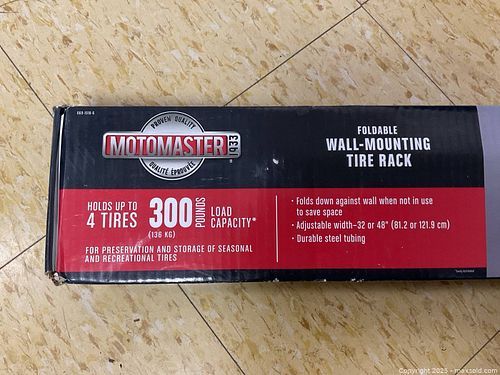 PROVEN QUALITY
MOTOMASTER
1933
QUALITÉ ÉPROUVÉE
FOLDABLE
WALL-MOUNTING
TIRE RACK
HOLDS UP TO
4 TIRES
300
POUNDS
(136 KG)
LOAD
CAPACITY*
FOR PRESERVATION AND STORAGE OF SEASONAL
AND RECREATIONAL TIRES
· Folds down against wall when not in use
to save space
· Adjustable width–32 or 48" (81.2 or 121.9 cm)
· Durable steel tubing
Copyright 2025 - maxsold.com